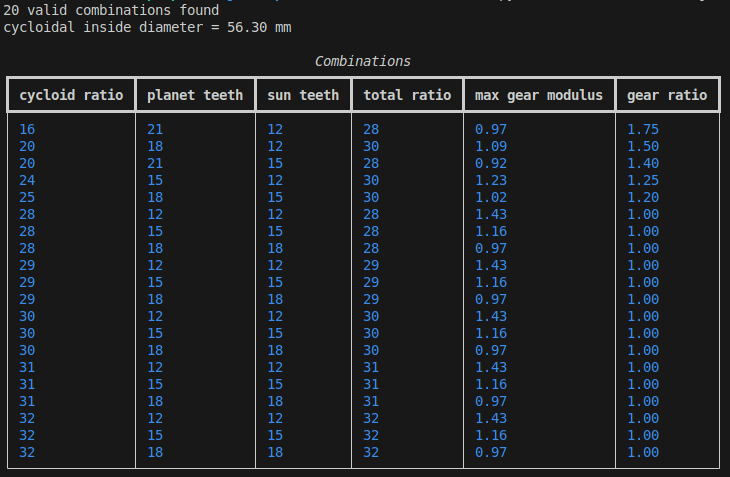 20 valid combinations found
cycloidal inside diameter = 56.30 mm
Combinations
cycloid ratio planet teeth sun teeth total ratio max gear modulus gear ratio
16 21 12 28 0.97 1.75
20 18 12 30 1.09 1.50
20 21 15 28 0.92 1.40
24 15 12 30 1.23 1.25
25 18 15 30 1.02 1.20
28 12 12 28 1.43 1.00
28 15 15 28 1.16 1.00
28 18 18 28 0.97 1.00
29 12 12 29 1.43 1.00
29 15 15 29 1.16 1.00
29 18 18 29 0.97 1.00
30 12 12 30 1.43 1.00
30 15 15 30 1.16 1.00
30 18 18 30 0.97 1.00
31 12 12 31 1.43 1.00
31 15 15 31 1.16 1.00
31 18 18 31 0.97 1.00
32 12 12 32 1.43 1.00
32 15 15 32 1.16 1.00
32 18 18 32 0.97 1.00